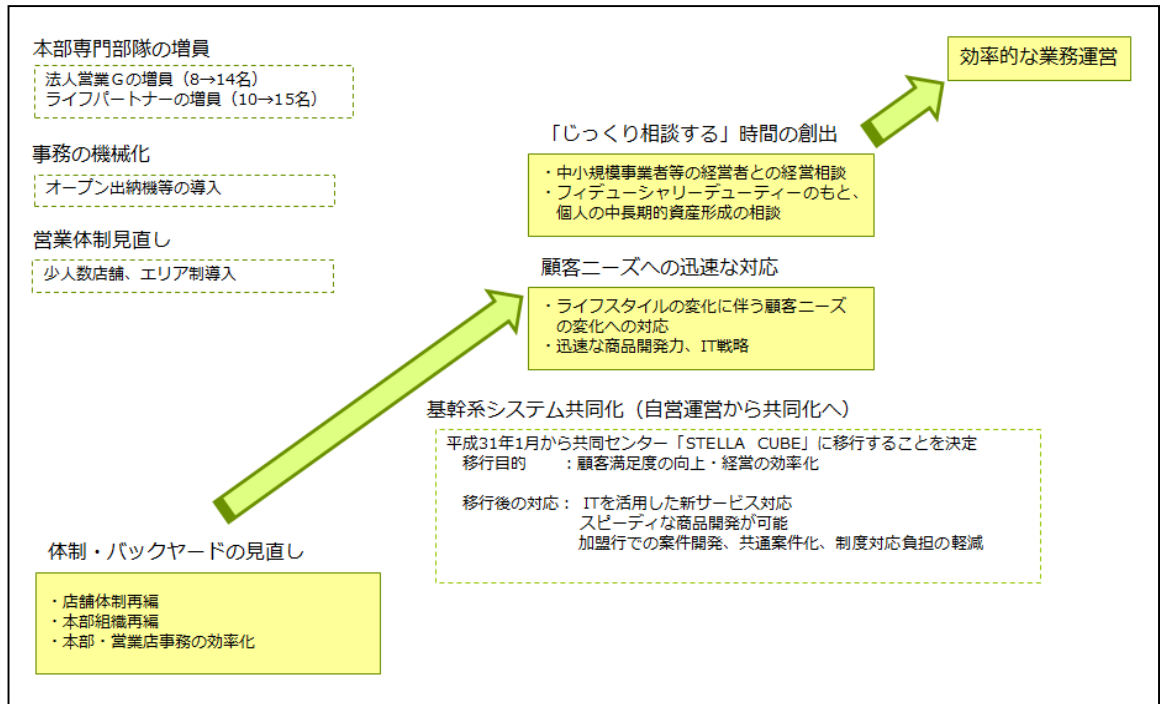 本部専門部隊の増員
法人営業Gの増員（8→14名）
ライフパートナーの増員（10→15名）
事務の機械化
オープン出納機等の導入
営業体制見直し
少人数店舗、エリア制導入
効率的な業務運営
「じっくり相談する」時間の創出
・中小規模事業者等の経営者との経営相談
・フィデューシャリーデューティーのもと、
個人の中長期的資産形成の相談
顧客ニーズへの迅速な対応
・ライフスタイルの変化に伴う顧客ニーズ
の変化への対応
・迅速な商品開発力、IT戦略
基幹系システム共同化（自営運営から共同化へ）
平成31年1月から共同センター「STELLA CUBE」に移行することを決定
移行目的　：顧客満足度の向上・経営の効率化
移行後の対応： ITを活用した新サービス対応
スピーディな商品開発が可能
加盟行での案件開発、共通案件化、制度対応負担の軽減
体制・バックヤードの見直し
・店舗体制再編
・本部組織再編
・本部・営業店事務の効率化